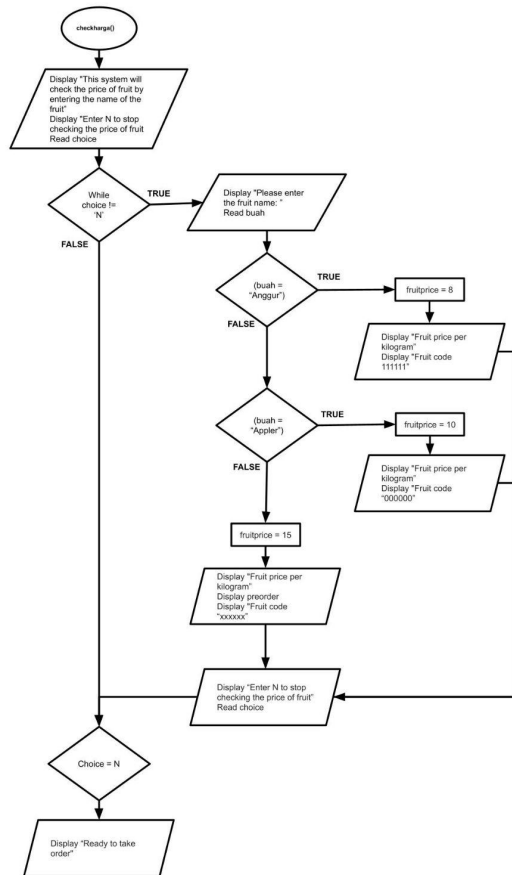 checkharga()
Display "This system will
check the price of fruit by
entering the name of the
fruit"
Display "Enter N to stop
checking the price of fruit
Read choice
While
choice !=
'N'
TRUE
FALSE
Display "Please enter
the fruit name: "
Read buah
(buah =
"Anggur")
TRUE
FALSE
fruitprice = 8
Display "Fruit price per
kilogram"
Display "Fruit code
111111"
(buah =
"Appler")
TRUE
FALSE
fruitprice = 10
Display "Fruit price per
kilogram"
Display "Fruit code
"000000"
fruitprice = 15
Display "Fruit price per
kilogram"
Display preorder
Display "Fruit code
"xxxxxx"
Display "Enter N to stop
checking the price of fruit"
Read choice
Choice = N
Display "Ready to take
order"